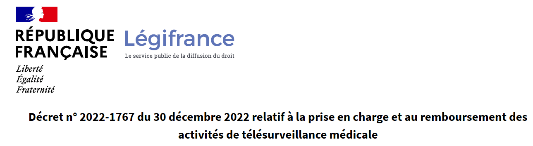 RÉPUBLIQUE
FRANÇAISE
Liberté
Égalité
Fraternité
Légifrance
Le service public de la diffusion du droit
Décret n° 2022-1767 du 30 décembre 2022 relatif à la prise en charge et au remboursement des
activités de télésurveillance médicale